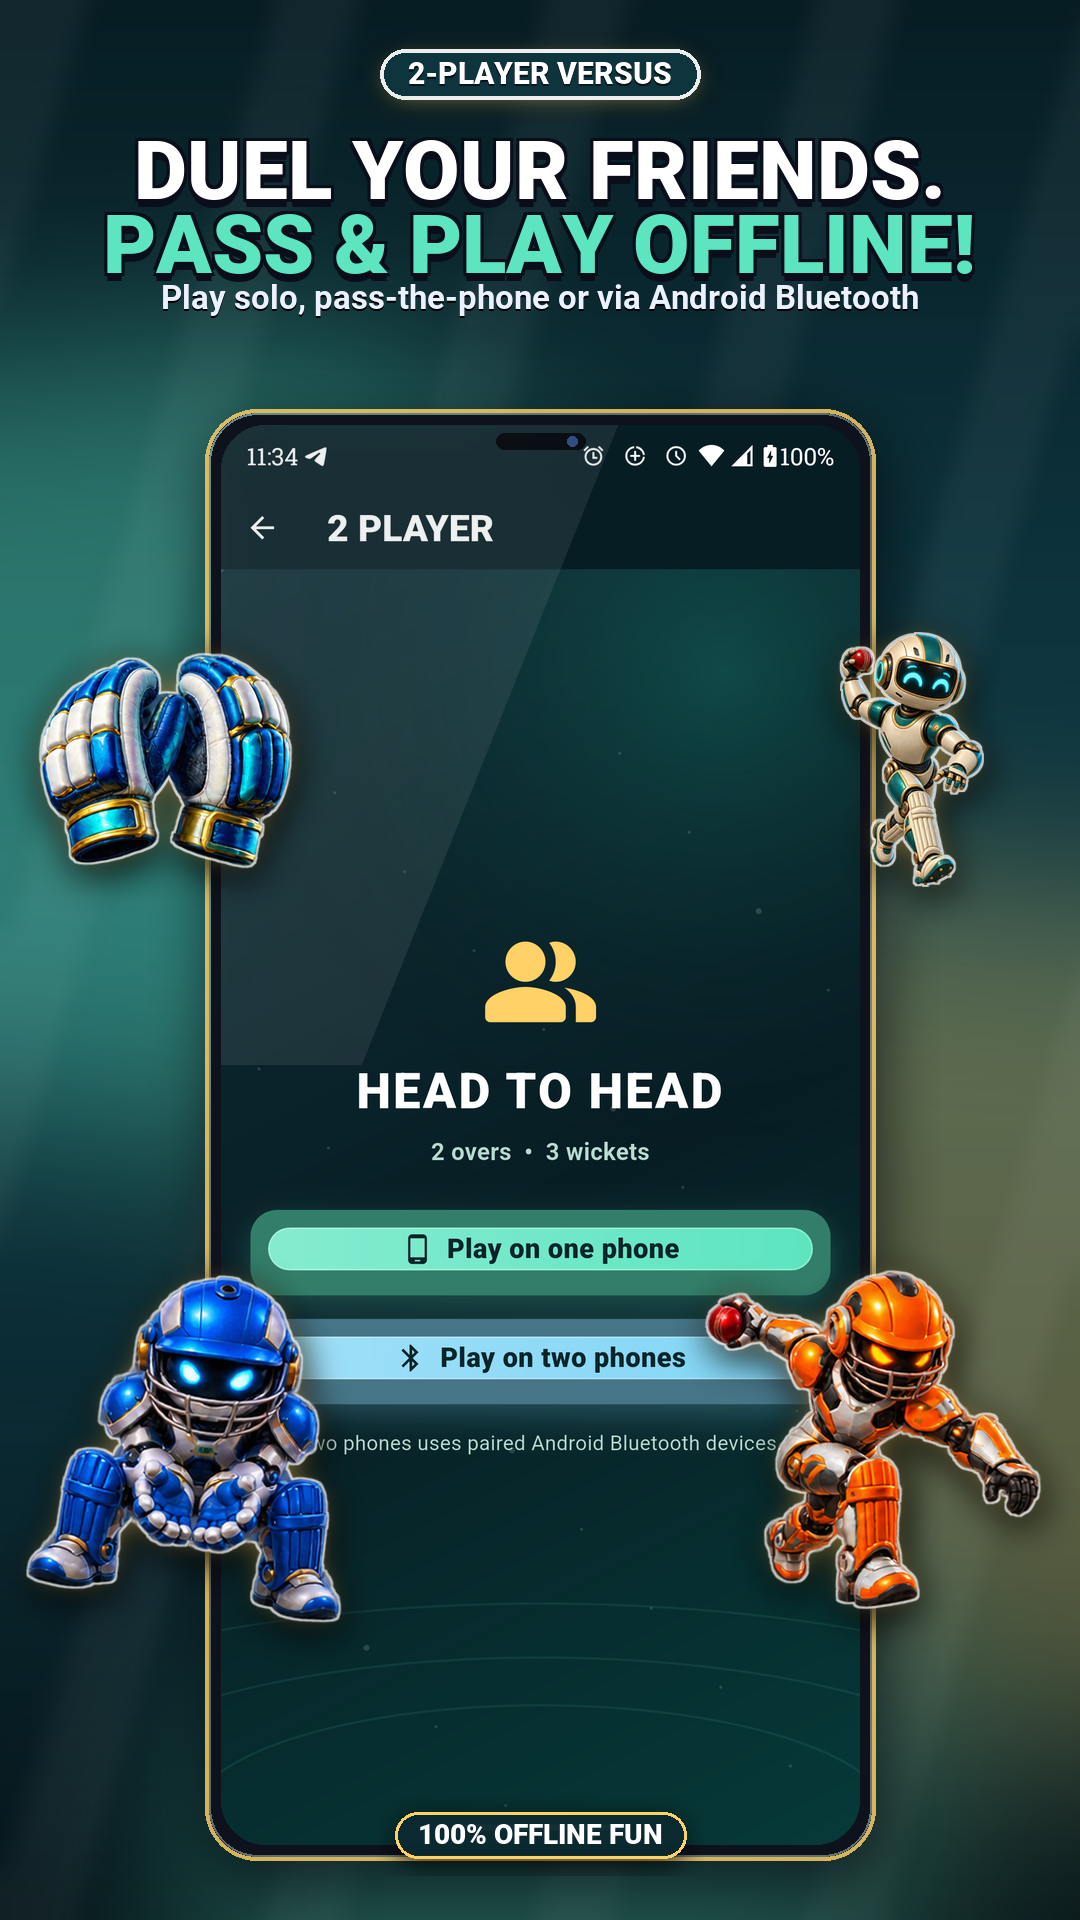 2-PLAYER VERSUS
DUEL YOUR FRIENDS.
PASS & PLAY OFFLINE!
Play solo, pass-the-phone or via Android Bluetooth
11:34
100%
2 PLAYER
HEAD TO HEAD
2 overs • 3 wickets
Play on one phone
Play on two phones
phones uses paired Android Bluetooth devices
100% OFFLINE FUN